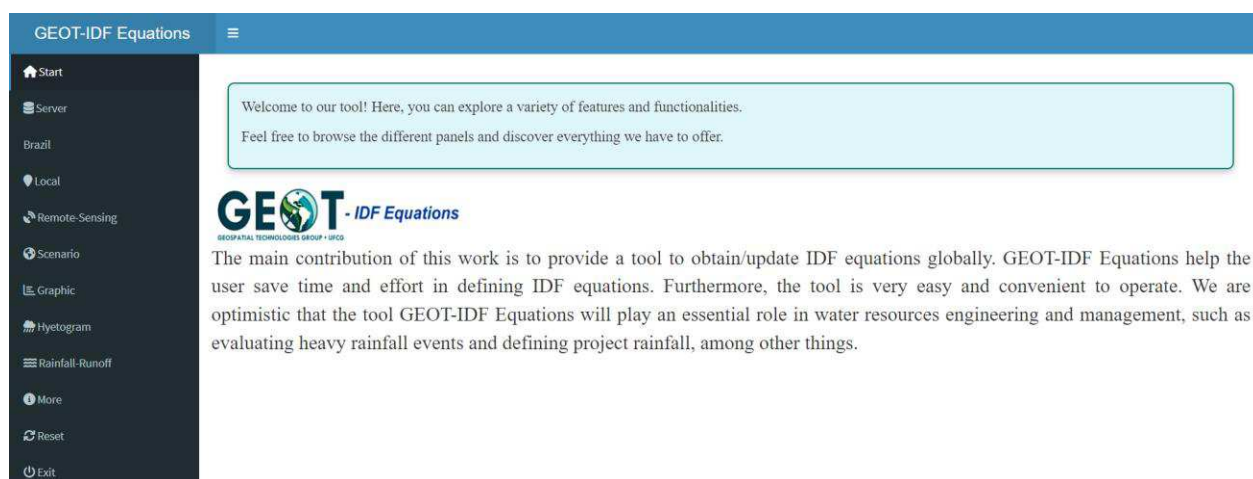 GEOT-IDF Equations
Start
Server
Brazil
Local
Remote-Sensing
Scenario
Graphic
Hyetogram
Rainfall-Runoff
More
Reset
Exit
Welcome to our tool! Here, you can explore a variety of features and functionalities.
Feel free to browse the different panels and discover everything we have to offer.
GEOT - IDF Equations
GEOSPATIAL TECHNOLOGIES GROUP • UFCG
The main contribution of this work is to provide a tool to obtain/update IDF equations globally. GEOT-IDF Equations help the
user save time and effort in defining IDF equations. Furthermore, the tool is very easy and convenient to operate. We are
optimistic that the tool GEOT-IDF Equations will play an essential role in water resources engineering and management, such as
evaluating heavy rainfall events and defining project rainfall, among other things.